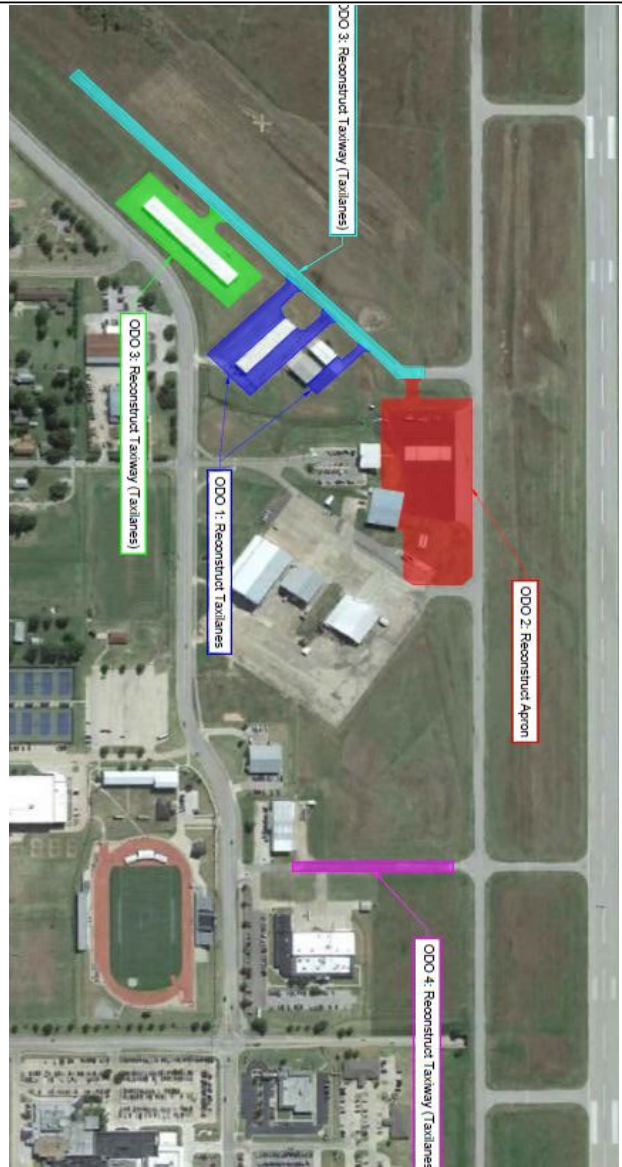 ODO 3: Reconstruct Taxiway (Taxilanes)
ODO 2: Reconstruct Apron
ODO 3: Reconstruct Taxiway (Taxilanes)
ODO 1: Reconstruct Taxilanes
ODO 4: Reconstruct Taxiway (Taxilanes